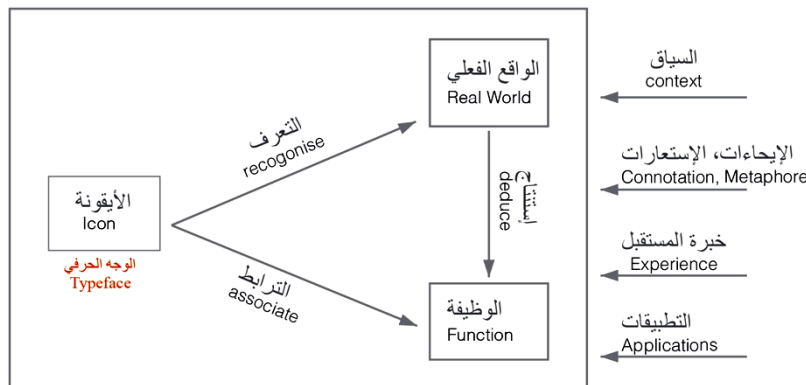 الواقع الفعلي
Real World
السياق
context
التعرف
recogonise
الإيحاءات، الإستعارات
Connotation, Metaphore
إستنتاج
deduce
الأيقونة
Icon
الوجه الحرفي
Typeface
خبرة المستقبل
Experience
الترابط
associate
الوظيفة
Function
التطبيقات
Applications